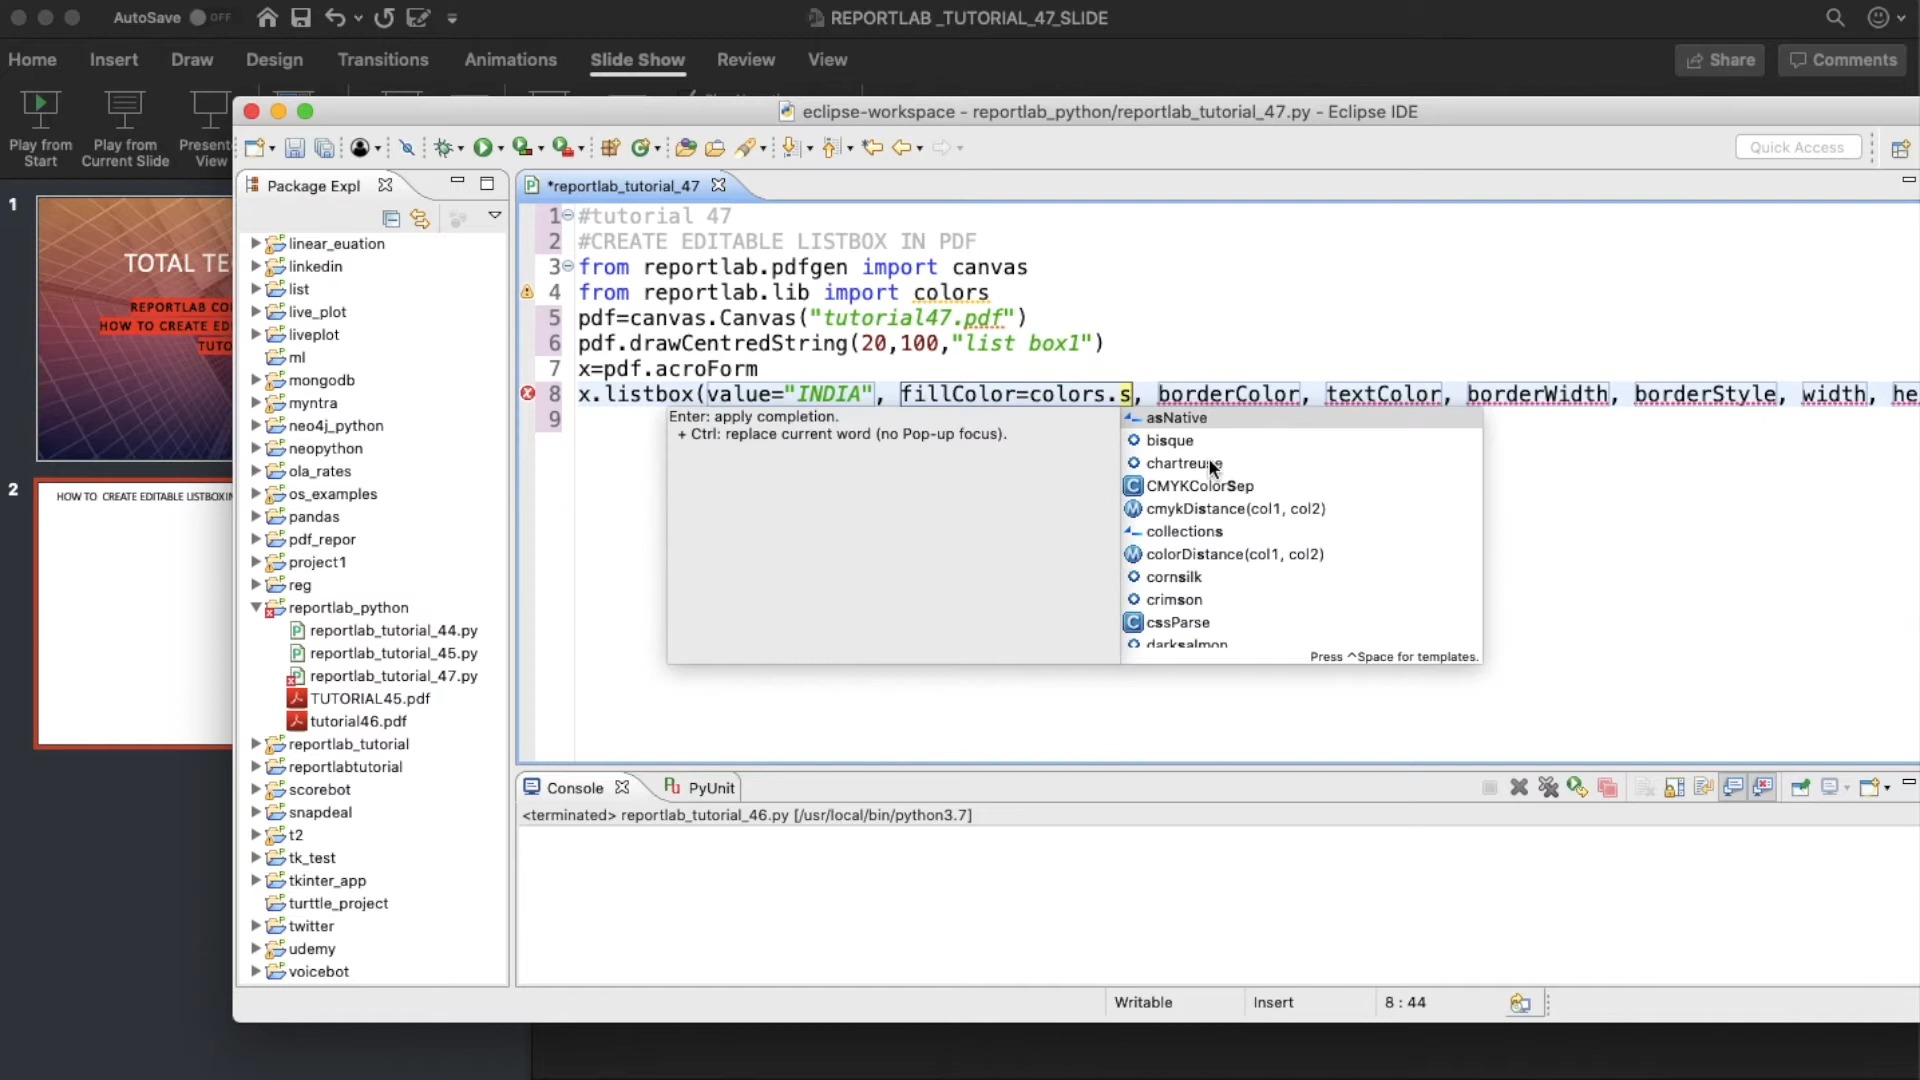 AutoSave OFF
REPORTLAB _TUTORIAL_47_SLIDE
Home Insert Draw Design Transitions Animations Slide Show Review View
Share Comments
Play from Start
Play from Current Slide
View
eclipse-workspace - reportlab_python/reportlab_tutorial_47.py - Eclipse IDE
Quick Access
1
REPORTLAB
HOW TO CREATE
2
HOW TO CREATE EDITABLE
Package Expl
linear_euation
linkedin
list
live_plot
liveplot
ml
mongodb
myntra
neo4j_python
neopython
ola_rates
os_examples
pandas
pdf_repor
project1
reg
reportlab_python
reportlab_tutorial_44.py
reportlab_tutorial_45.py
reportlab_tutorial_47.py
TUTORIAL45.pdf
tutorial46.pdf
reportlab_tutorial
reportlabtutorial
scorebot
snapdeal
t2
tk_test
tkinter_app
turttle_project
twitter
udemy
voicebot
*reportlab_tutorial_47
1 #tutorial 47
2 #CREATE EDITABLE LISTBOX IN PDF
3 from reportlab.pdfgen import canvas
4 from reportlab.lib import colors
5 pdf=canvas.Canvas("tutorial47.pdf")
6 pdf.drawCentredString(20,100,"list box1")
7 x=pdf.acroForm
8 x.listbox(value="INDIA", fillColor=colors.s, borderColor, textColor, borderWidth, borderStyle, width, he
9
Enter: apply completion.
+ Ctrl: replace current word (no Pop-up focus).
asNative
bisque
chartreuse
CMYKColorSep
cmykDistance(col1, col2)
collections
colorDistance(col1, col2)
cornsilk
crimson
cssParse
darksalmon
Press ^Space for templates.
Console PyUnit
<terminated> reportlab_tutorial_46.py [/usr/local/bin/python3.7]
Writable Insert 8 : 44